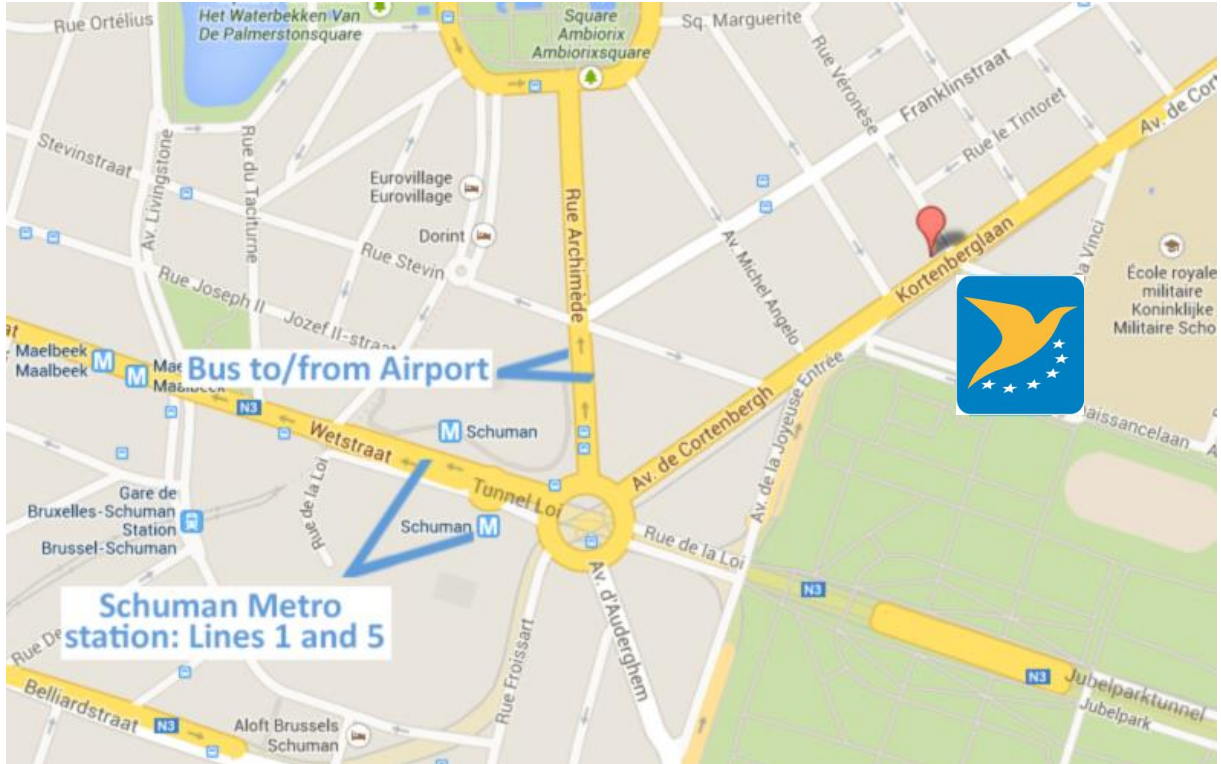 Rue Ortélius
Het Waterbekken Van
De Palmerstonsquare
Square
Ambiorix
Ambiorixsquare
Sq. Marguerite
Rue Véronèse
Franklinstraat
Rue le Tintoret
Av. de Cort
Stevinstraat
Av. Livingstone
Rue du Taciturne
Eurovillage
Eurovillage
Dorint
Rue Stevin
Rue Archimède
Av. Michel Angelo
Kortenberglaan
la Vinci
École royale
militaire
Koninklijke
Militaire Scho
Rue Joseph II
Jozef II-straat
Maelbeek
Maalbeek
Bus to/from Airport
N3
Wetstraat
Schuman
Av. de Cortenbergh
Av. de la Joyeuse Entrée
aissancelaan
Tunnel Loi
Gare de
Bruxelles-Schuman
Station
Brussel-Schuman
Rue de la Loi
Schuman
Rue de la Loi
N3
Schuman Metro
station: Lines 1 and 5
Av. d'Auderghem
Rue Froissart
N3
Jubelparktunnel
Jubelpark
Belliardstraat
N3
Aloft Brussels
Schuman